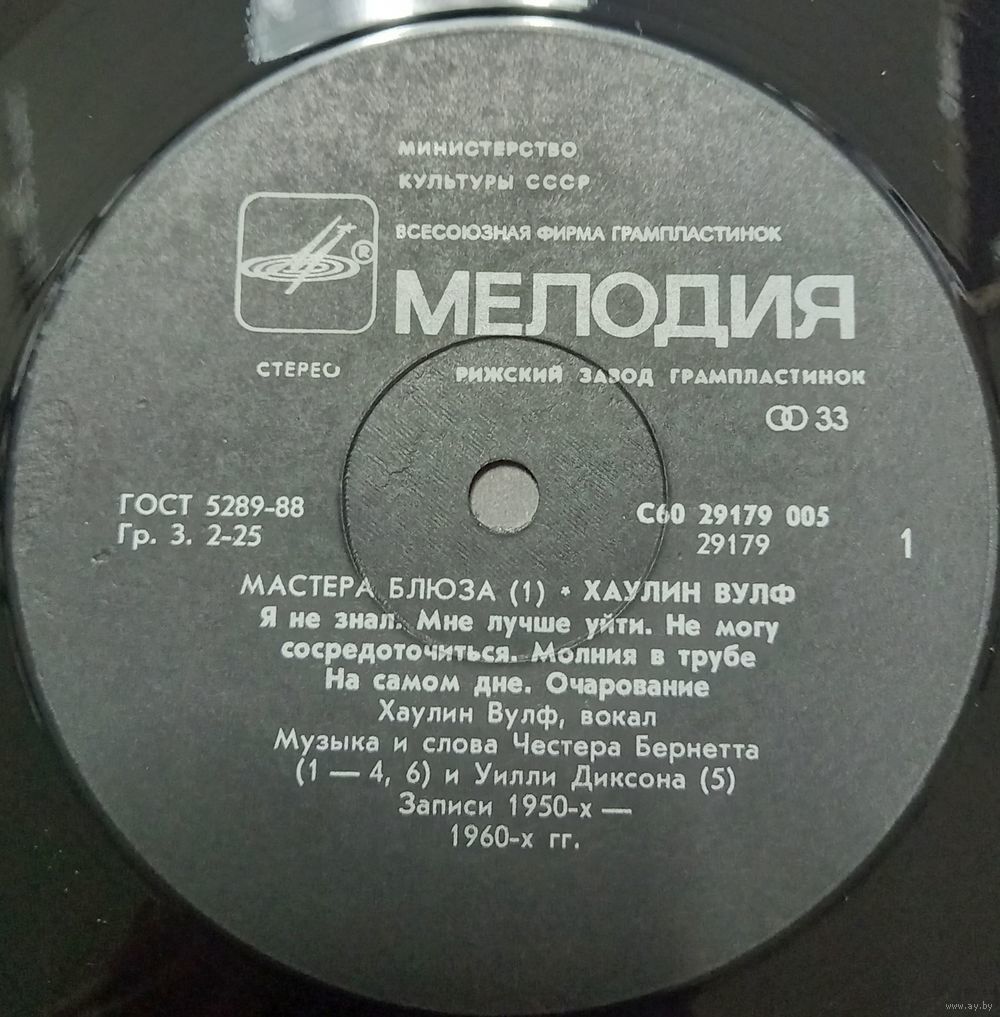 МИНИСТЕРСТВО
КУЛЬТУРЫ СССР
ВСЕСОЮЗНАЯ ФИРМА ГРАМПЛАСТИНОК
®
МЕЛОДИЯ
СТЕРЕО
РИЖСКИЙ ЗАВОД ГРАМПЛАСТИНОК
33
ГОСТ 5289-88
Гр. 3. 2-25
С60 29179 005
29179
1
МАСТЕРА БЛЮЗА (1) • ХАУЛИН ВУЛФ
Я не знал. Мне лучше уйти. Не могу
сосредоточиться. Молния в трубе
На самом дне. Очарование
Хаулин Вулф, вокал
Музыка и слова Честера Бернетта
(1 — 4, 6) и Уилли Диксона (5)
Записи 1950-х —
1960-х гг.
www.ay.by